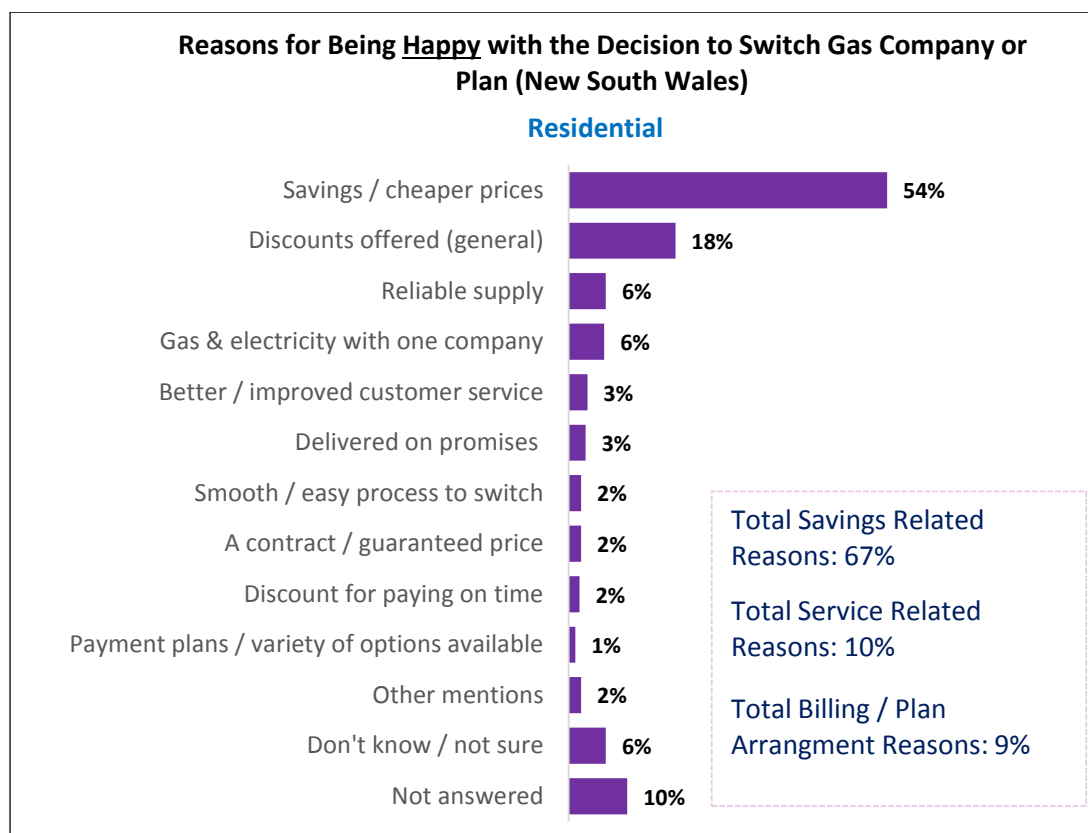 Reasons for Being Happy with the Decision to Switch Gas Company or
Plan (New South Wales)
Residential
Savings / cheaper prices 54%
Discounts offered (general) 18%
Reliable supply 6%
Gas & electricity with one company 6%
Better / improved customer service 3%
Delivered on promises 3%
Smooth / easy process to switch 2%
A contract / guaranteed price 2%
Discount for paying on time 2%
Payment plans / variety of options available 1%
Other mentions 2%
Don't know / not sure 6%
Not answered 10%
Total Savings Related
Reasons: 67%
Total Service Related
Reasons: 10%
Total Billing / Plan
Arrangment Reasons: 9%